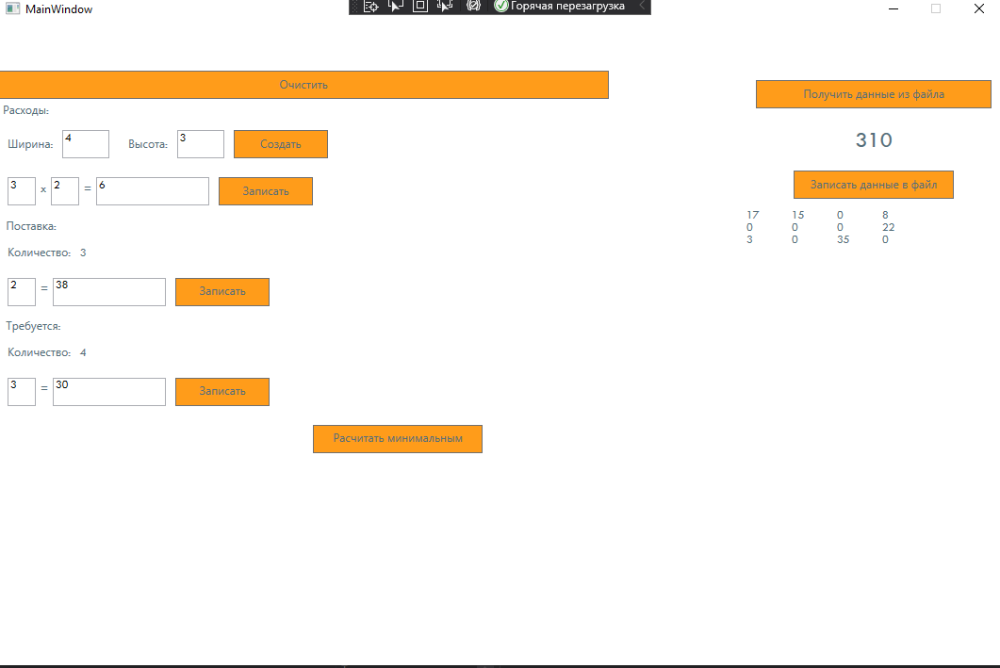 MainWindow
Горячая перезагрузка
Очистить
Расходы:
Ширина: 4 Высота: 3 Создать
3 x 2 = 6 Записать
Поставка:
Количество: 3
2 = 38 Записать
Требуется:
Количество: 4
3 = 30 Записать
Расчитать минимальным
Получить данные из файла
310
Записать данные в файл
17 15 0 8
0 0 0 22
3 0 35 0